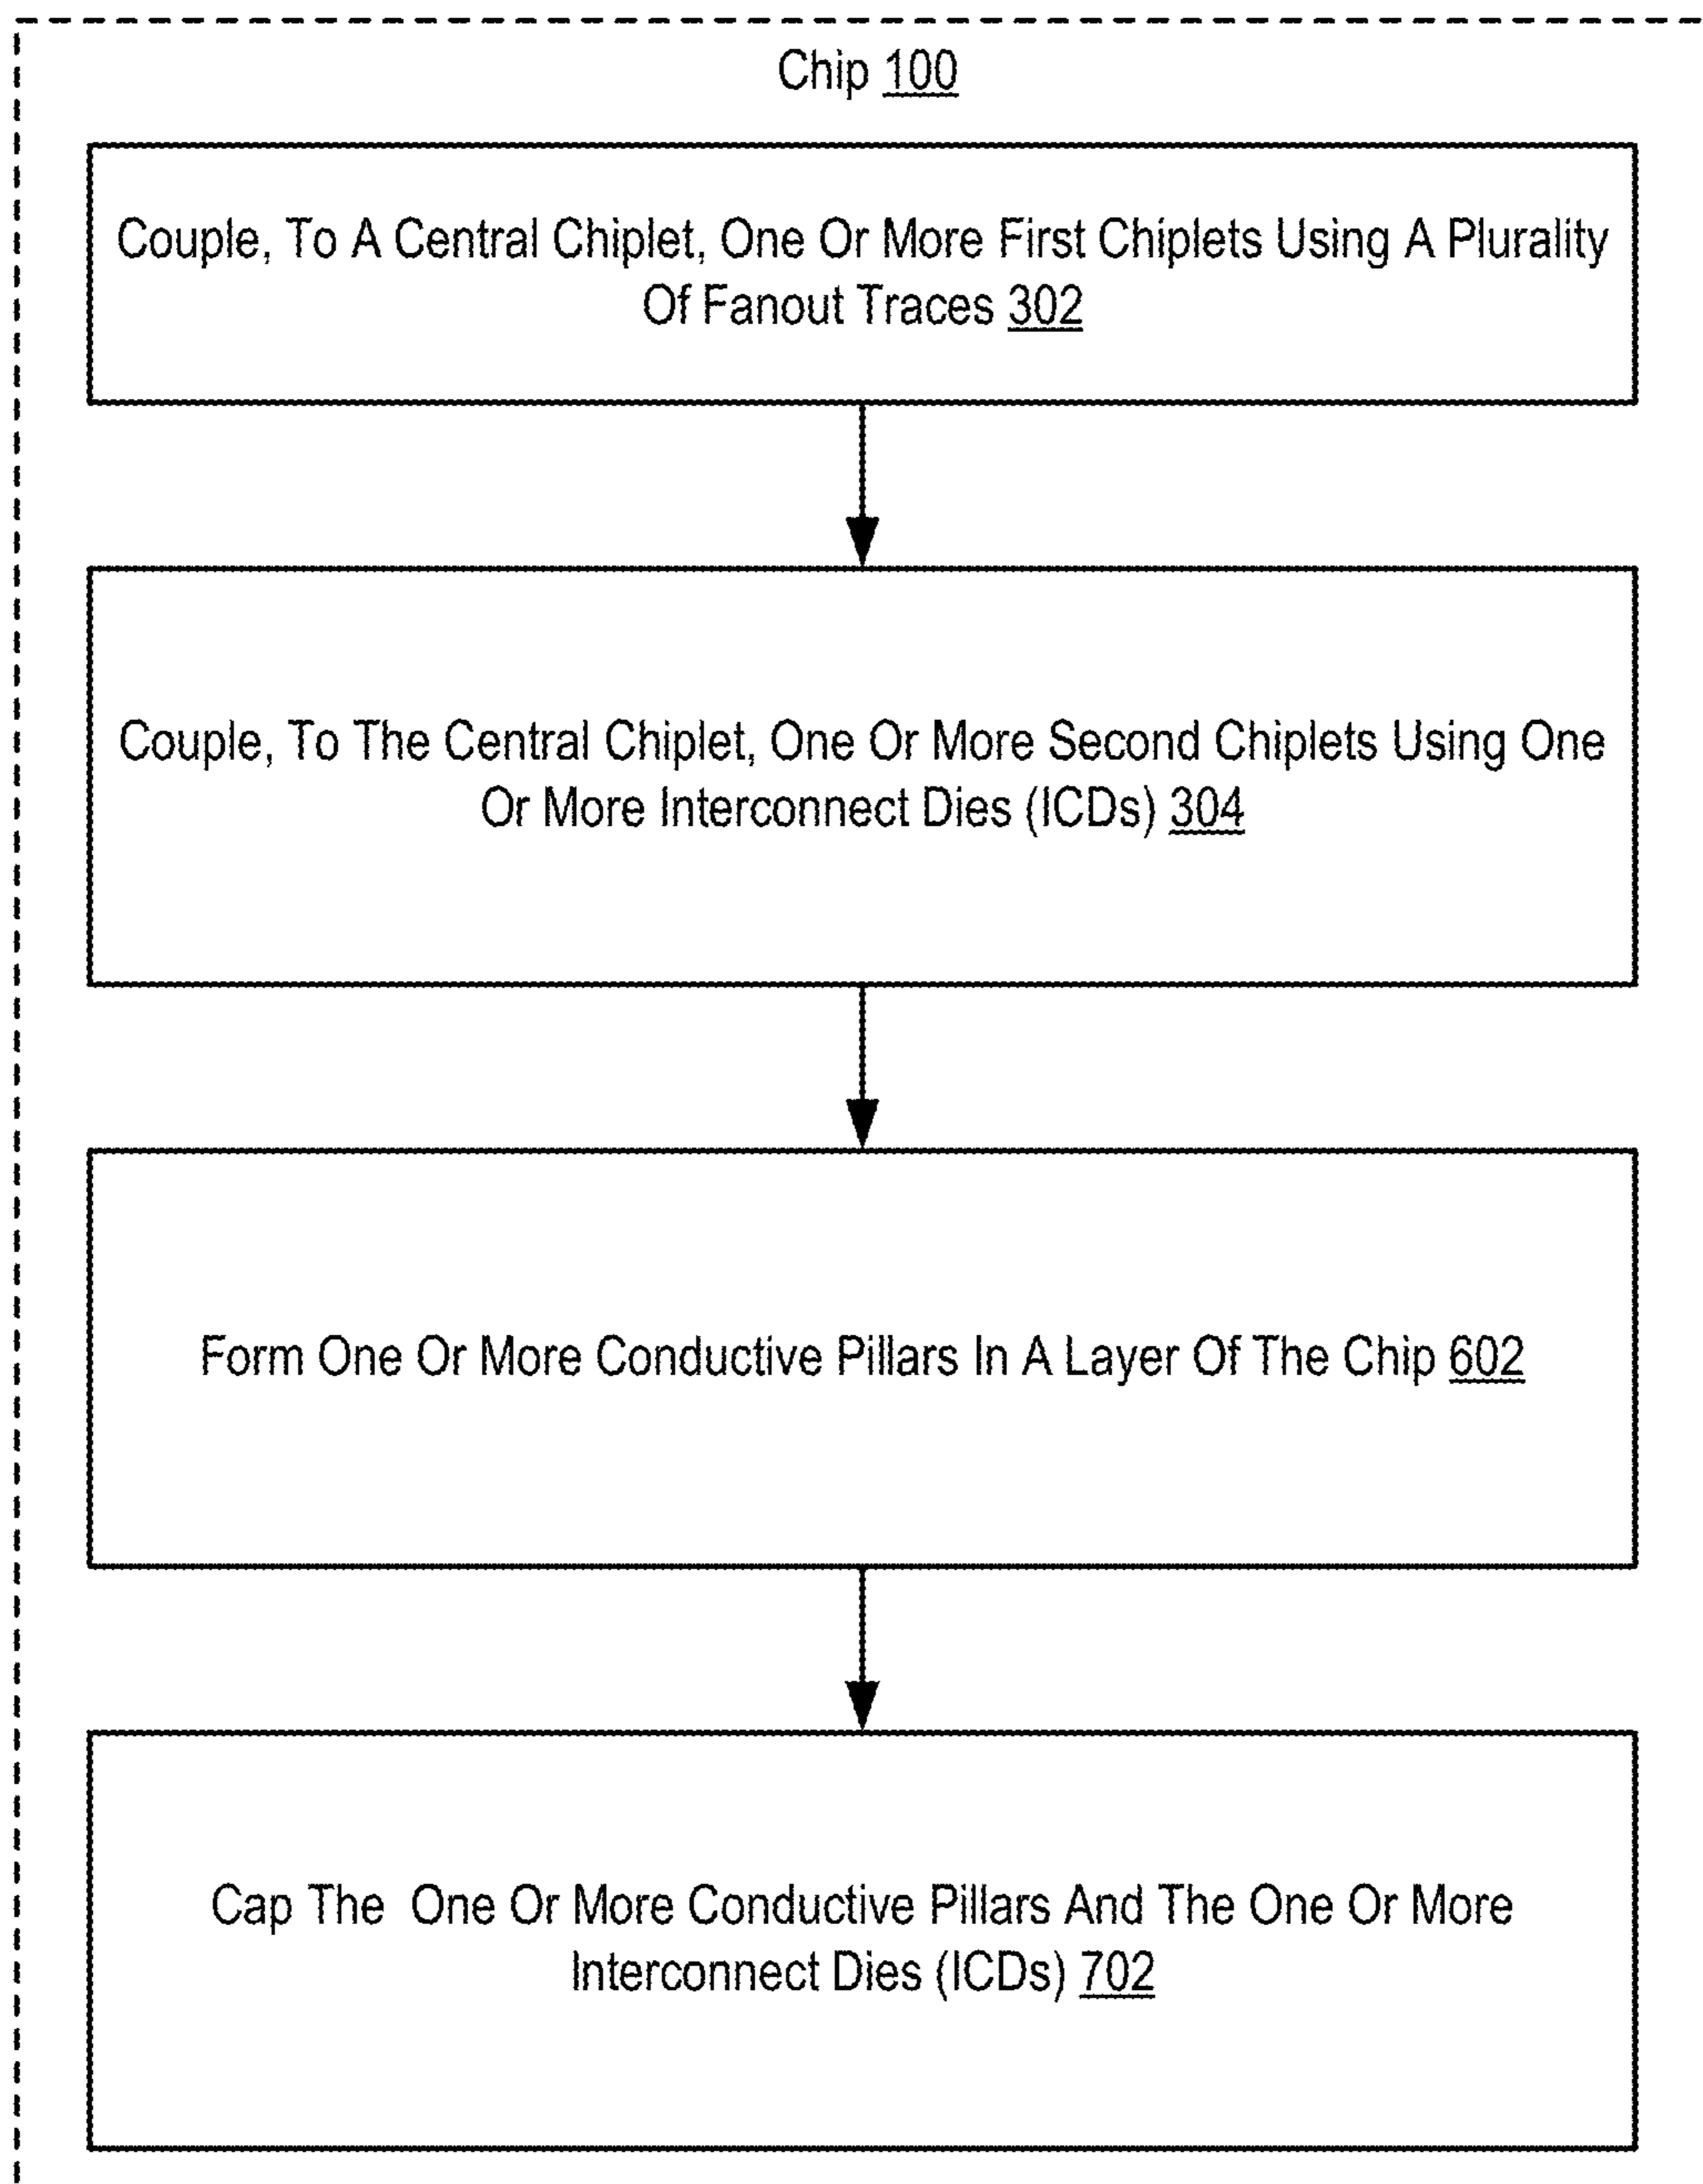 Chip 100
Couple, To A Central Chiplet, One Or More First Chiplets Using A Plurality
Of Fanout Traces 302
Couple, To The Central Chiplet, One Or More Second Chiplets Using One
Or More Interconnect Dies (ICDs) 304
Form One Or More Conductive Pillars In A Layer Of The Chip 602
Cap The One Or More Conductive Pillars And The One Or More
Interconnect Dies (ICDs) 702